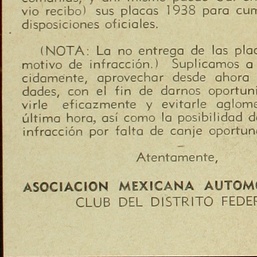 vio recibo) sus placas 1938 para cum
disposiciones oficiales.
(NOTA: La no entrega de las plac
motivo de infracción.) Suplicamos a
cidamente, aprovechar desde ahora
dades, con el fin de darnos oportuni
virle eficazmente y evitarle aglome
última hora, así como la posibilidad d
infracción por falta de canje oportun
Atentamente,
ASOCIACION MEXICANA AUTOMO
CLUB DEL DISTRITO FEDER